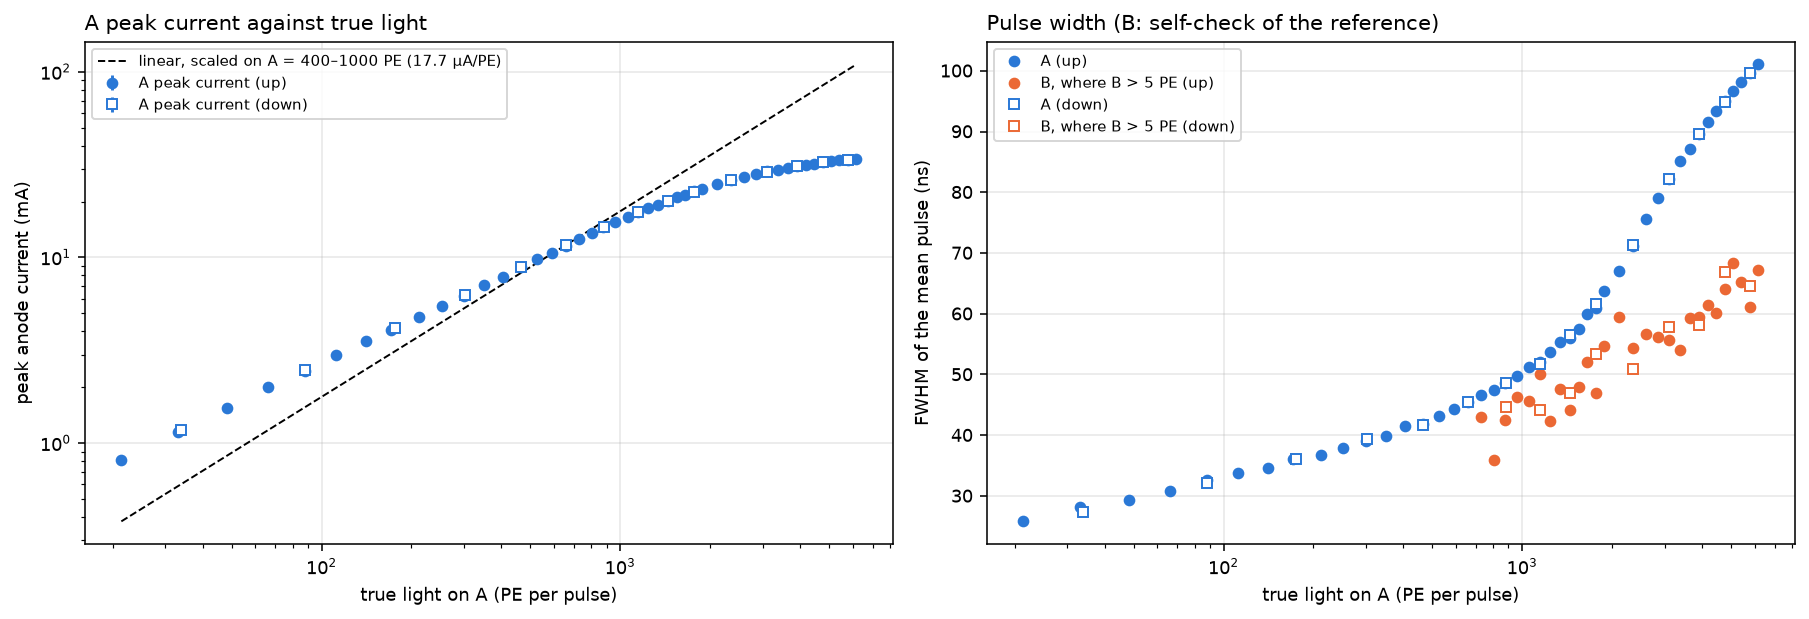 A peak current against true light
linear, scaled on A = 400–1000 PE (17.7 µA/PE)
A peak current (up)
A peak current (down)
10²
10¹
10⁰
peak anode current (mA)
10²
10³
true light on A (PE per pulse)
Pulse width (B: self-check of the reference)
A (up)
B, where B > 5 PE (up)
A (down)
B, where B > 5 PE (down)
100
90
80
70
60
50
40
30
FWHM of the mean pulse (ns)
10²
10³
true light on A (PE per pulse)